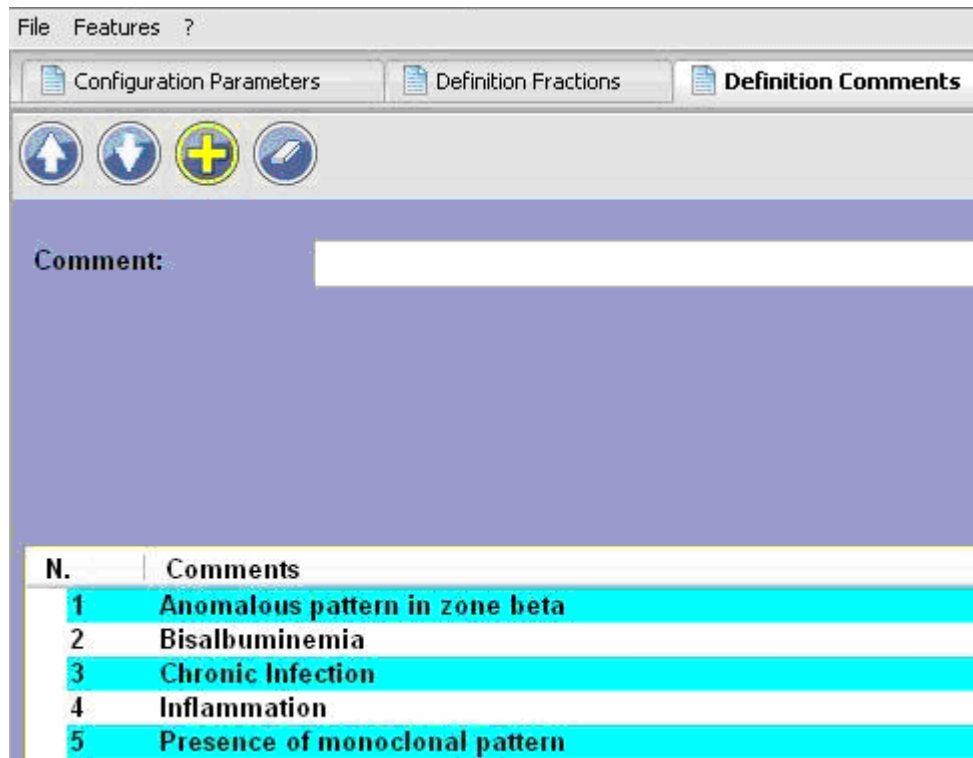 File Features ?
Configuration Parameters Definition Fractions Definition Comments
Comment:
N. Comments
1 Anomalous pattern in zone beta
2 Bisalbuminemia
3 Chronic Infection
4 Inflammation
5 Presence of monoclonal pattern